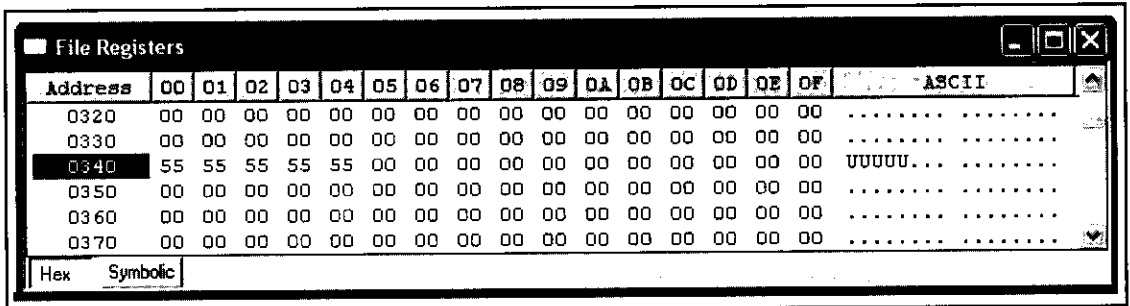 File Registers
Address 00 01 02 03 04 05 06 07 08 09 0A 0B 0C 0D 0E 0F ASCII
0320 00 00 00 00 00 00 00 00 00 00 00 00 00 00 00 00 ........ ........
0330 00 00 00 00 00 00 00 00 00 00 00 00 00 00 00 00 ........ ........
0340 55 55 55 55 55 00 00 00 00 00 00 00 00 00 00 00 UUUUU... ........
0350 00 00 00 00 00 00 00 00 00 00 00 00 00 00 00 00 ........ ........
0360 00 00 00 00 00 00 00 00 00 00 00 00 00 00 00 00 ........ ........
0370 00 00 00 00 00 00 00 00 00 00 00 00 00 00 00 00 ........ ........
Hex Symbolic